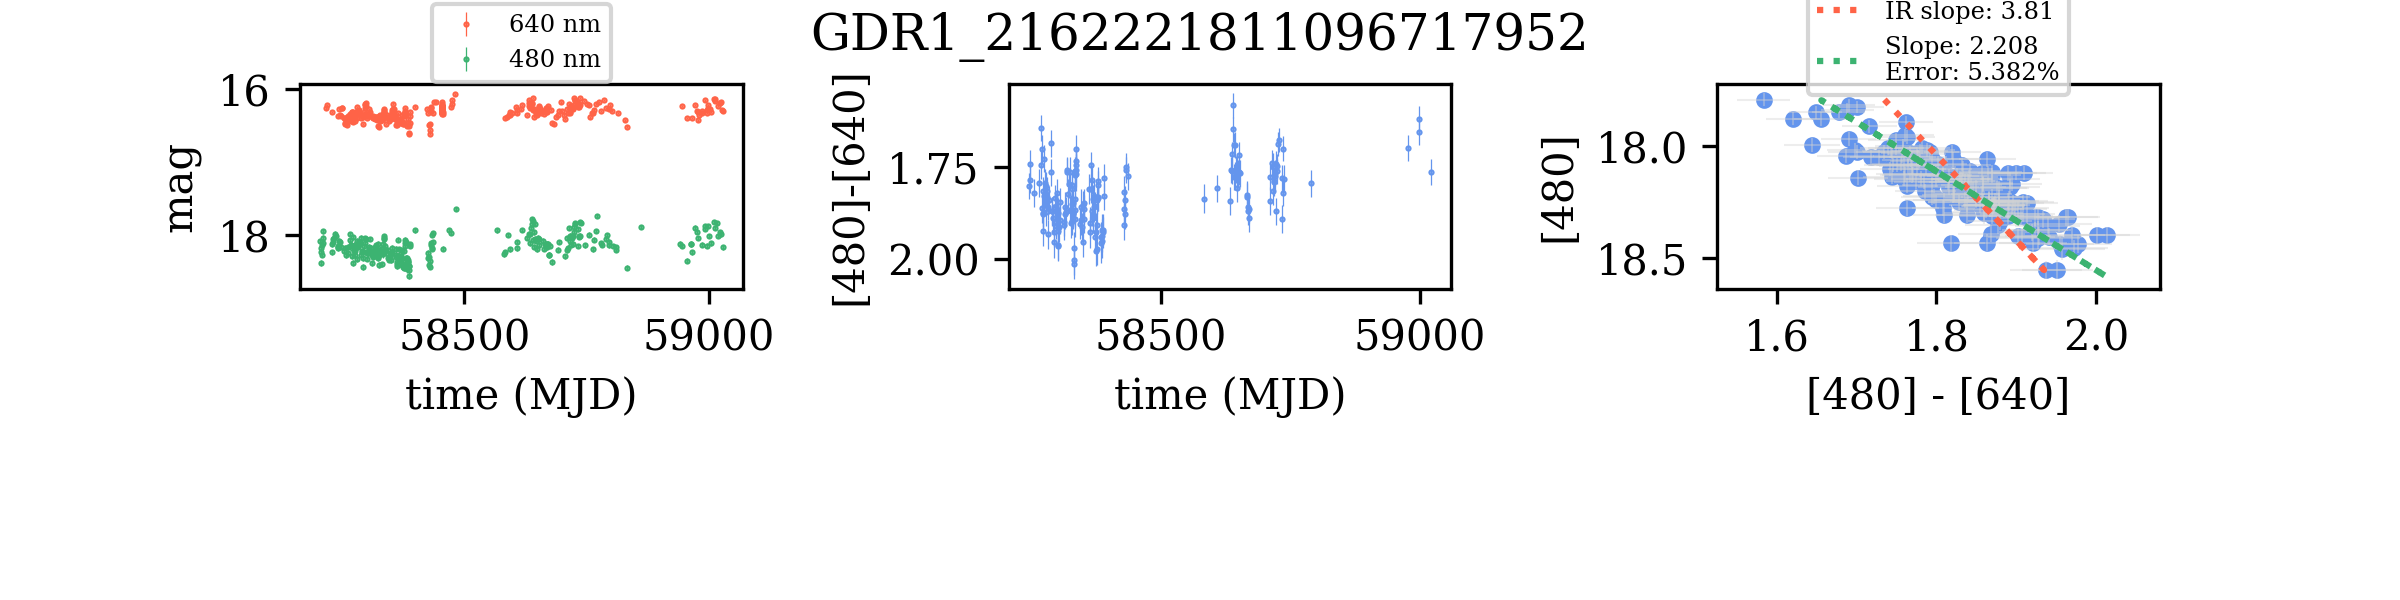 GDR1_2162221811096717952
640 nm
480 nm
mag
16
18
58500
59000
time (MJD)
[480]-[640]
1.75
2.00
58500
59000
time (MJD)
IR slope: 3.81
Slope: 2.208
Error: 5.382%
[480]
18.0
18.5
1.6
1.8
2.0
[480] - [640]